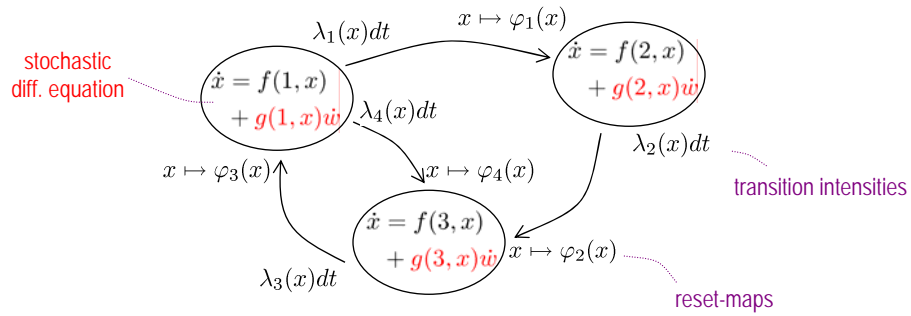 λ₁(x)dt
x ↦ φ₁(x)
stochastic
diff. equation
ẋ = f(1, x)
+ g(1, x)ẇ
ẋ = f(2, x)
+ g(2, x)ẇ
λ₄(x)dt
λ₂(x)dt
x ↦ φ₃(x)
x ↦ φ₄(x)
transition intensities
ẋ = f(3, x)
+ g(3, x)ẇ
x ↦ φ₂(x)
λ₃(x)dt
reset-maps